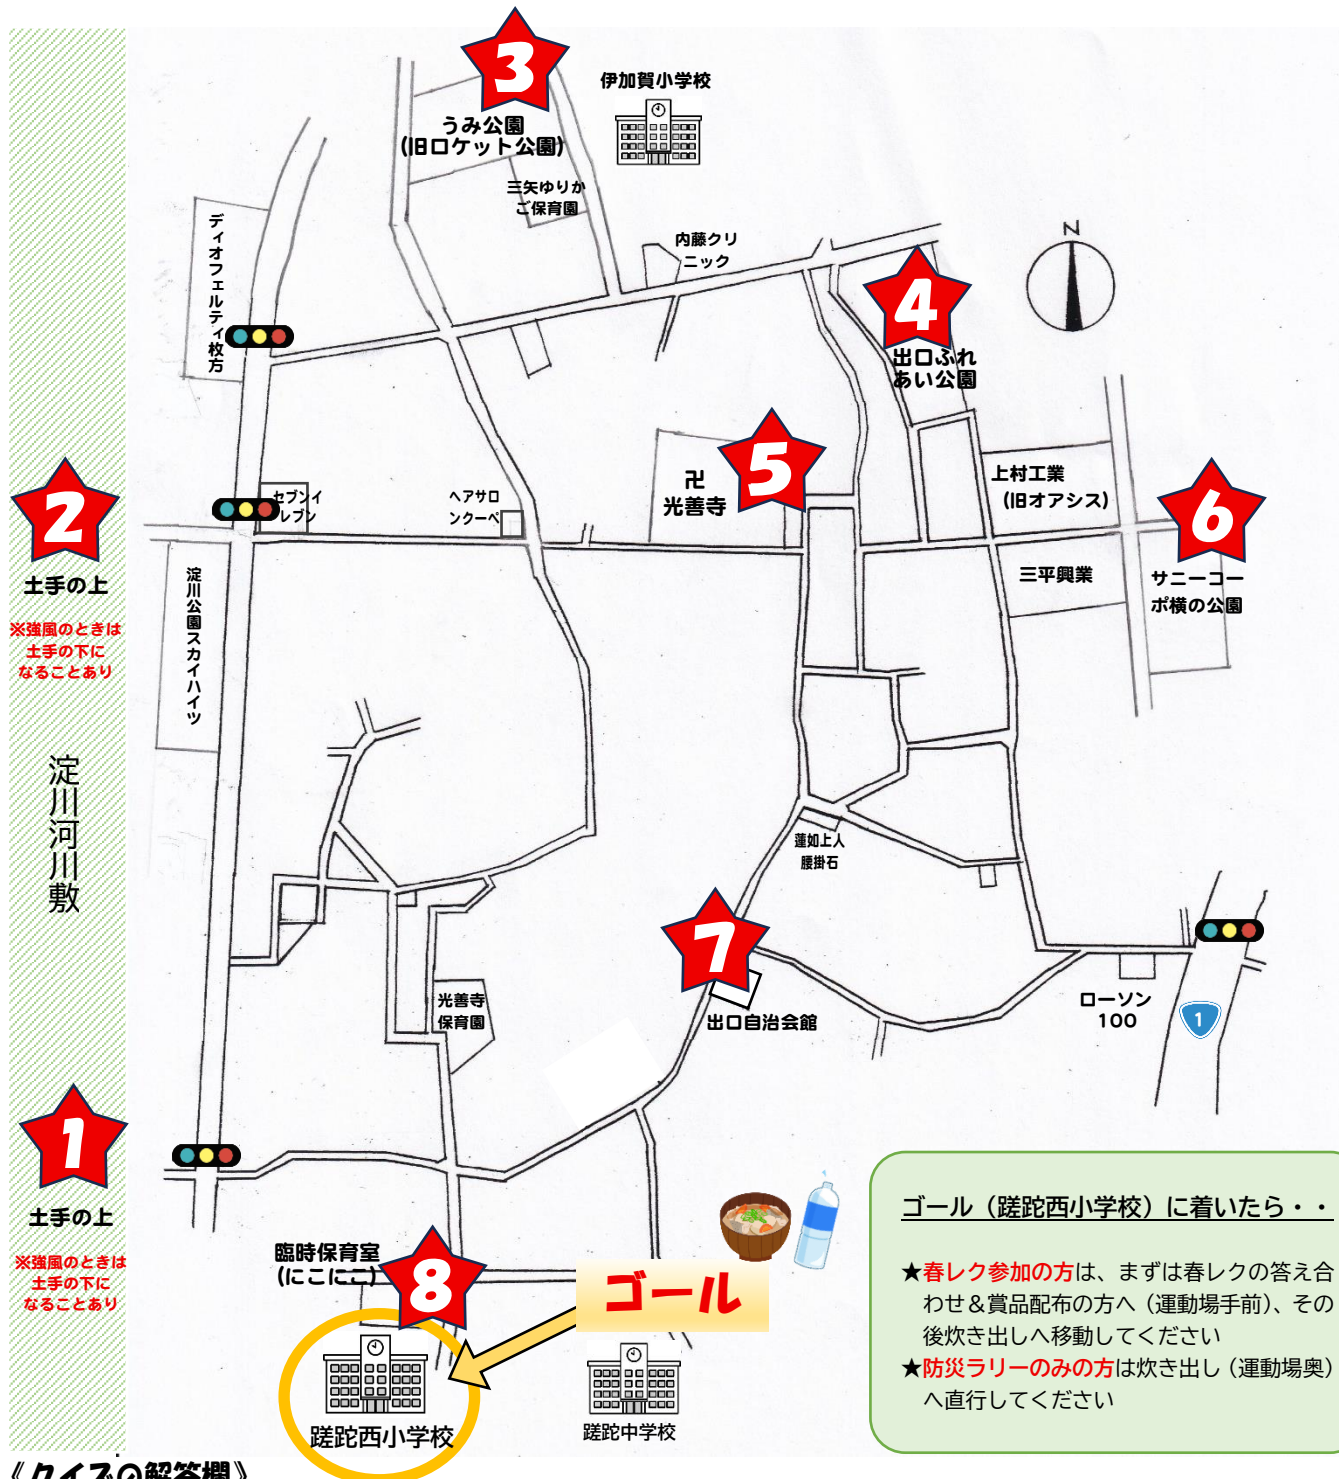 3
伊加賀小学校
うみ公園
(旧ロケット公園)
三矢ゆりか
ご保育園
ディオフェルティ枚方
内藤クリ
ニック
N
4
出口ふれ
あい公園
5
卍
光善寺
上村工業
(旧オアシス)
6
サニーコー
ポ横の公園
三平興業
2
土手の上
※強風のときは
土手の下に
なることあり
セブンイ
レブン
ヘアサロ
ンクーペ
淀川公園スカイハイツ
淀川河川敷
蓮如上人
腰掛石
7
出口自治会館
光善寺
保育園
ローソン
100
1
1
土手の上
※強風のときは
土手の下に
なることあり
臨時保育室
(にこにこ)
8
ゴール
蹉跎西小学校
蹉跎中学校
ゴール（蹉跎西小学校）に着いたら・・
★春レク参加の方は、まずは春レクの答え合
わせ＆賞品配布の方へ（運動場手前）、その
後炊き出しへ移動してください
★防災ラリーのみの方は炊き出し（運動場奥）
へ直行してください
《クイズの解答欄》